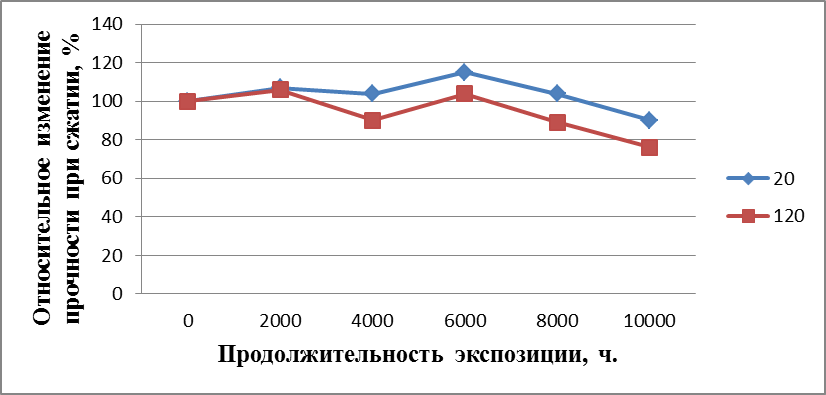 Относительное изменение
прочности при сжатии, %
140
120
100
80
60
40
20
0
0 2000 4000 6000 8000 10000
Продолжительность экспозиции, ч.
20
120